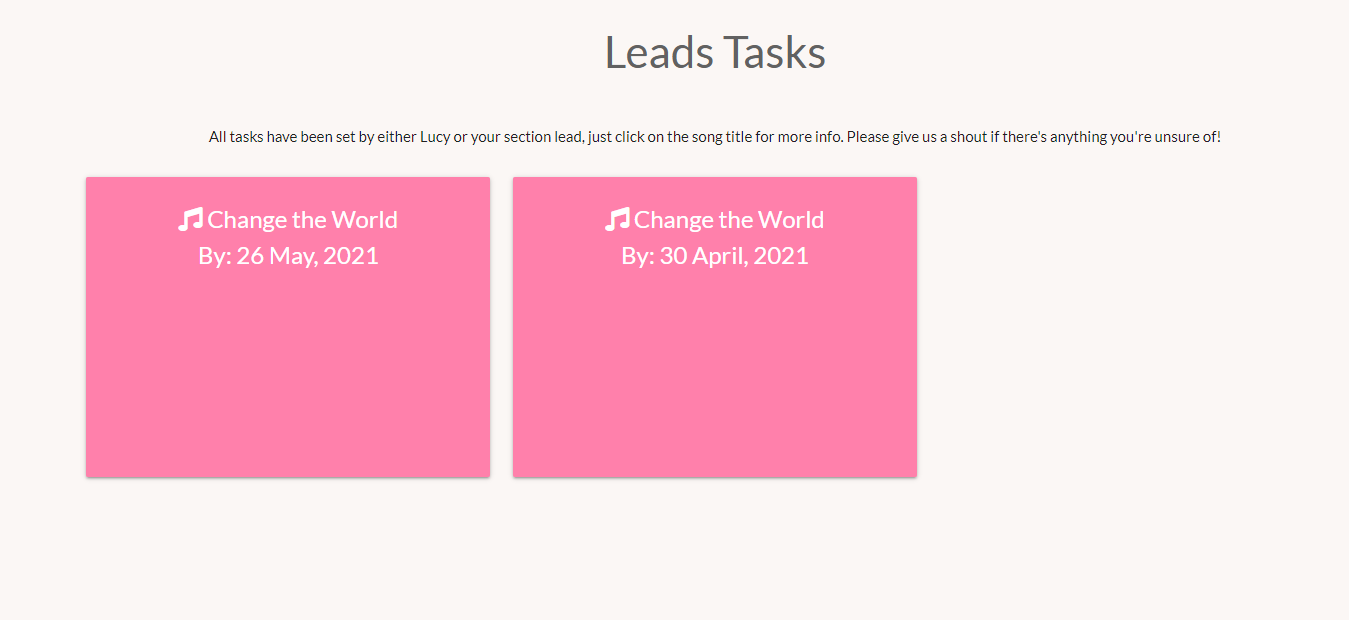 Leads Tasks
All tasks have been set by either Lucy or your section lead, just click on the song title for more info. Please give us a shout if there's anything you're unsure of!
Change the World
By: 26 May, 2021
Change the World
By: 30 April, 2021